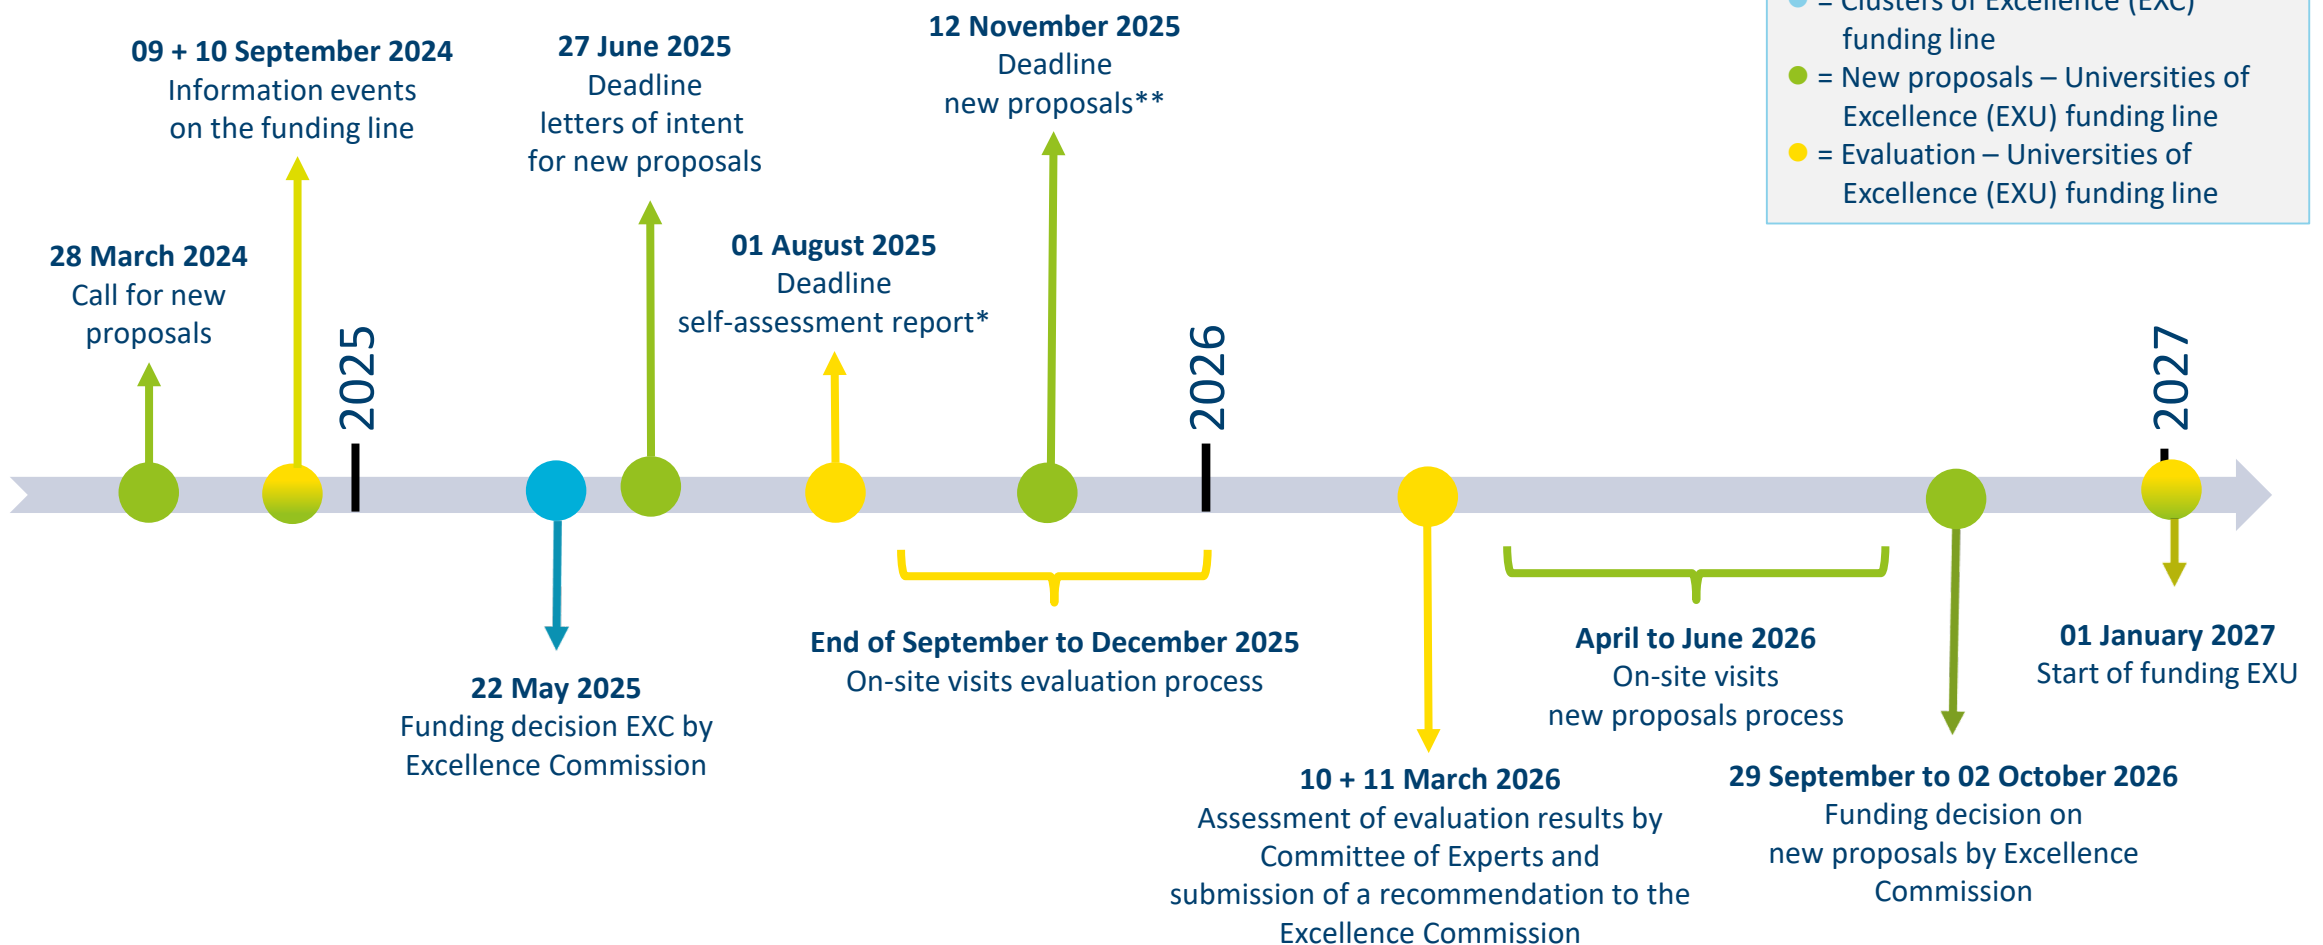 = Clusters of Excellence (EXC)
funding line
= New proposals – Universities of
Excellence (EXU) funding line
= Evaluation – Universities of
Excellence (EXU) funding line
28 March 2024
Call for new
proposals
09 + 10 September 2024
Information events
on the funding line
2025
22 May 2025
Funding decision EXC by
Excellence Commission
27 June 2025
Deadline
letters of intent
for new proposals
01 August 2025
Deadline
self-assessment report*
End of September to December 2025
On-site visits evaluation process
12 November 2025
Deadline
new proposals**
2026
10 + 11 March 2026
Assessment of evaluation results by
Committee of Experts and
submission of a recommendation to the
Excellence Commission
April to June 2026
On-site visits
new proposals process
29 September to 02 October 2026
Funding decision on
new proposals by Excellence
Commission
2027
01 January 2027
Start of funding EXU